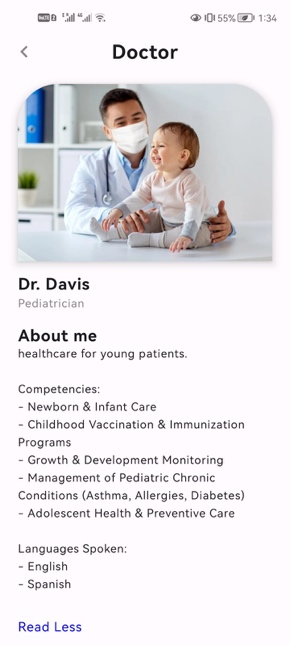 55% 1:34
Doctor
Dr. Davis
Pediatrician
About me
healthcare for young patients.
Competencies:
- Newborn & Infant Care
- Childhood Vaccination & Immunization
Programs
- Growth & Development Monitoring
- Management of Pediatric Chronic
Conditions (Asthma, Allergies, Diabetes)
- Adolescent Health & Preventive Care
Languages Spoken:
- English
- Spanish
Read Less